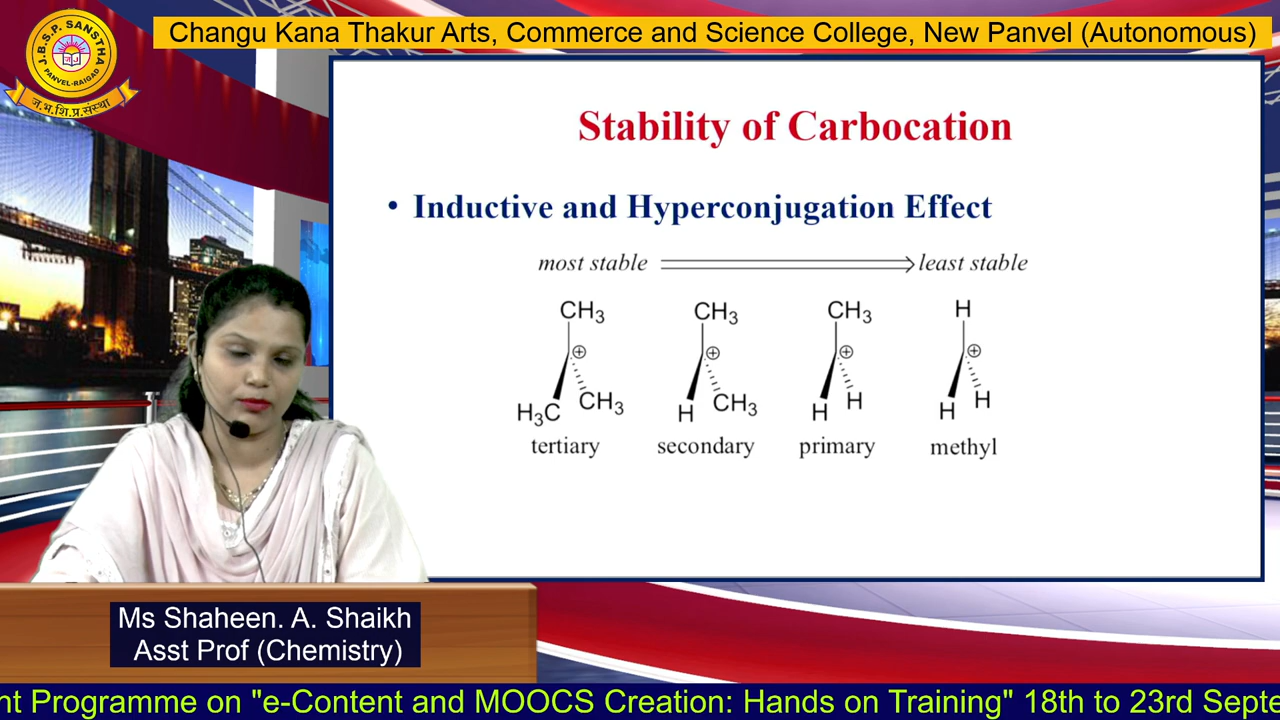 Changu Kana Thakur Arts, Commerce and Science College, New Panvel (Autonomous)
J.B.S.P. SANSTHA
PANVEL-RAIGAD
ज.भ.शि.प्र.संस्था
Stability of Carbocation
• Inductive and Hyperconjugation Effect
most stable least stable
CH3 CH3 CH3 H
⊕ ⊕ ⊕ ⊕
H3C CH3 H CH3 H H H H
tertiary secondary primary methyl
Ms Shaheen. A. Shaikh
Asst Prof (Chemistry)
nt Programme on "e-Content and MOOCS Creation: Hands on Training" 18th to 23rd Septe